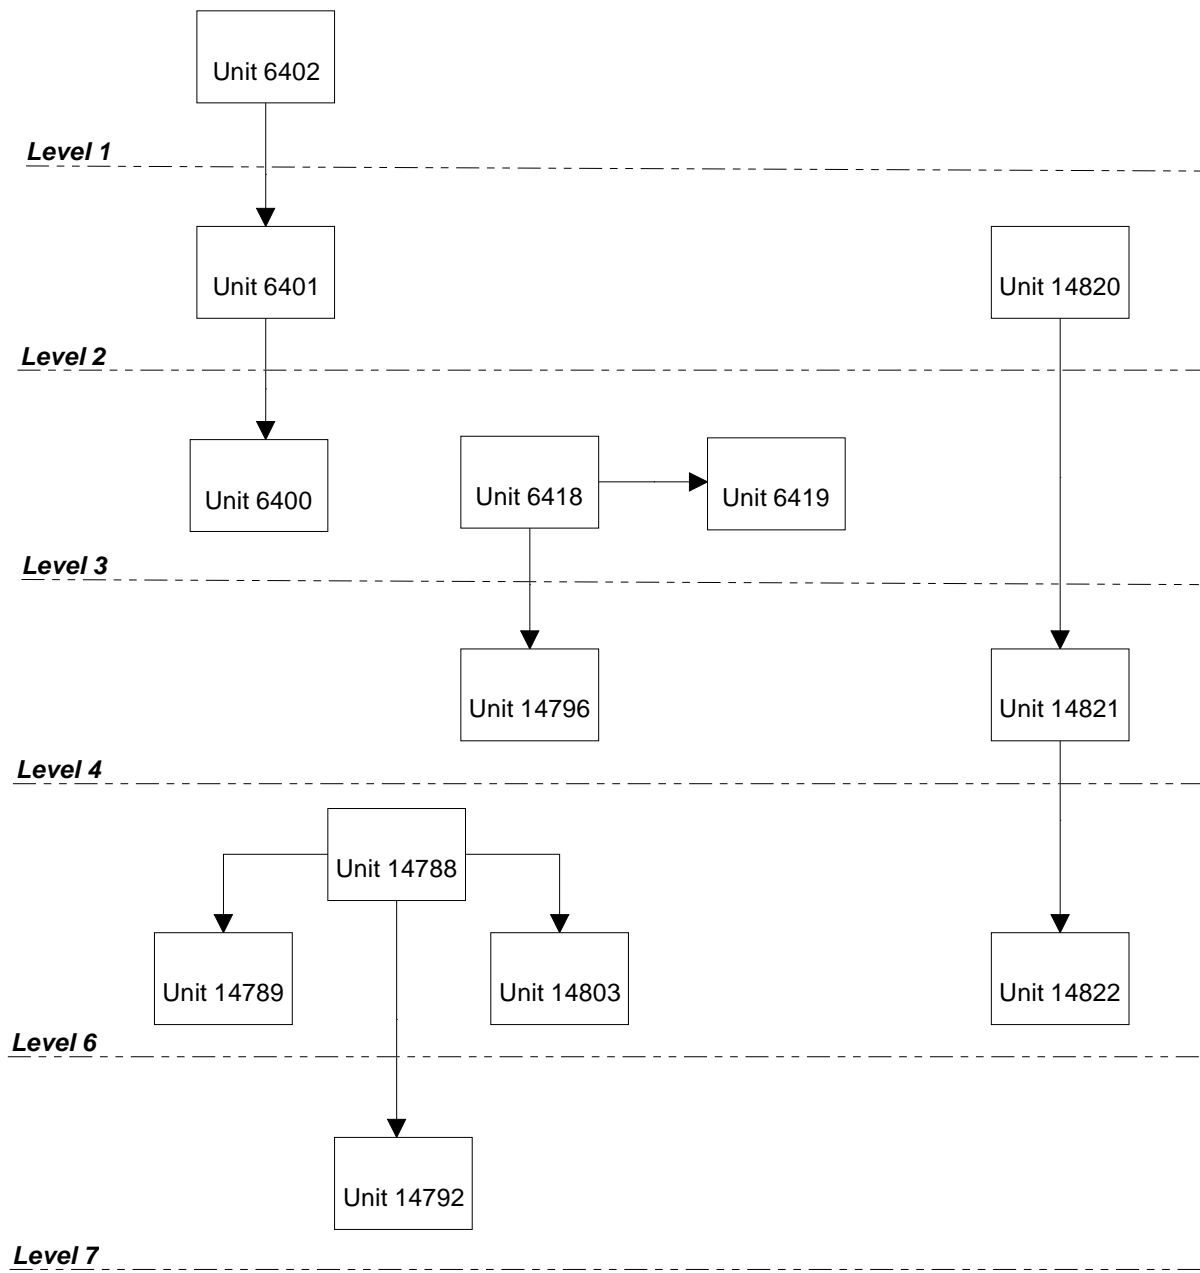 Unit 6402
Level 1
Unit 6401
Unit 14820
Level 2
Unit 6400
Unit 6418
Unit 6419
Level 3
Unit 14796
Unit 14821
Level 4
Unit 14788
Unit 14789
Unit 14803
Unit 14822
Level 6
Unit 14792
Level 7